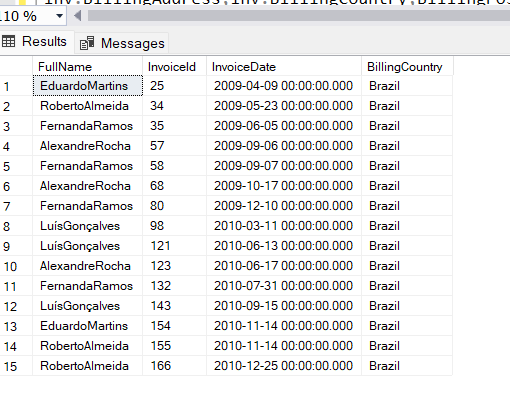 inv.BillingAddress,inv.BillingCountry,BillingPos
110 %
Results Messages
FullName InvoiceId InvoiceDate BillingCountry
1 EduardoMartins 25 2009-04-09 00:00:00.000 Brazil
2 RobertoAlmeida 34 2009-05-23 00:00:00.000 Brazil
3 FernandaRamos 35 2009-06-05 00:00:00.000 Brazil
4 AlexandreRocha 57 2009-09-06 00:00:00.000 Brazil
5 FernandaRamos 58 2009-09-07 00:00:00.000 Brazil
6 AlexandreRocha 68 2009-10-17 00:00:00.000 Brazil
7 FernandaRamos 80 2009-12-10 00:00:00.000 Brazil
8 LuísGonçalves 98 2010-03-11 00:00:00.000 Brazil
9 LuísGonçalves 121 2010-06-13 00:00:00.000 Brazil
10 AlexandreRocha 123 2010-06-17 00:00:00.000 Brazil
11 FernandaRamos 132 2010-07-31 00:00:00.000 Brazil
12 LuísGonçalves 143 2010-09-15 00:00:00.000 Brazil
13 EduardoMartins 154 2010-11-14 00:00:00.000 Brazil
14 RobertoAlmeida 155 2010-11-14 00:00:00.000 Brazil
15 RobertoAlmeida 166 2010-12-25 00:00:00.000 Brazil